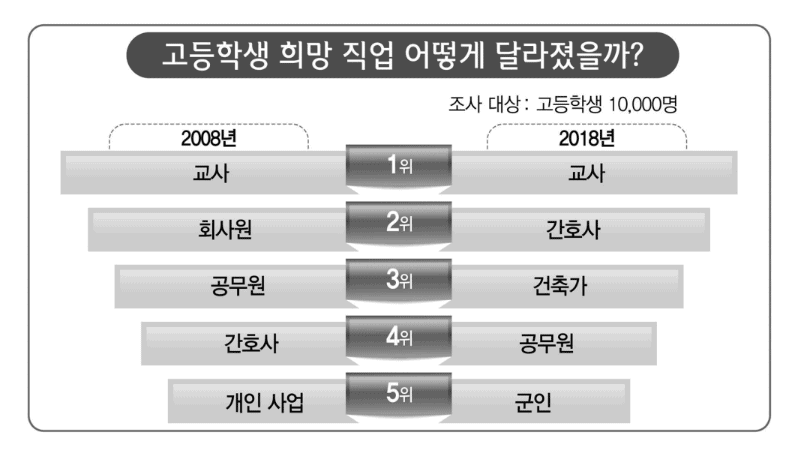 고등학생 희망 직업 어떻게 달라졌을까?
조사 대상 : 고등학생 10,000명
2008년 2018년
교사 1위 교사
회사원 2위 간호사
공무원 3위 건축가
간호사 4위 공무원
개인 사업 5위 군인